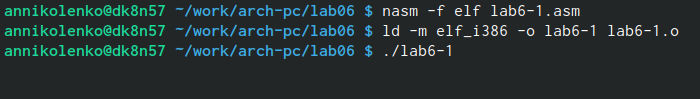 annikolenko@dk8n57 ~/work/arch-pc/lab06 $ nasm -f elf lab6-1.asm
annikolenko@dk8n57 ~/work/arch-pc/lab06 $ ld -m elf_i386 -o lab6-1 lab6-1.o
annikolenko@dk8n57 ~/work/arch-pc/lab06 $ ./lab6-1